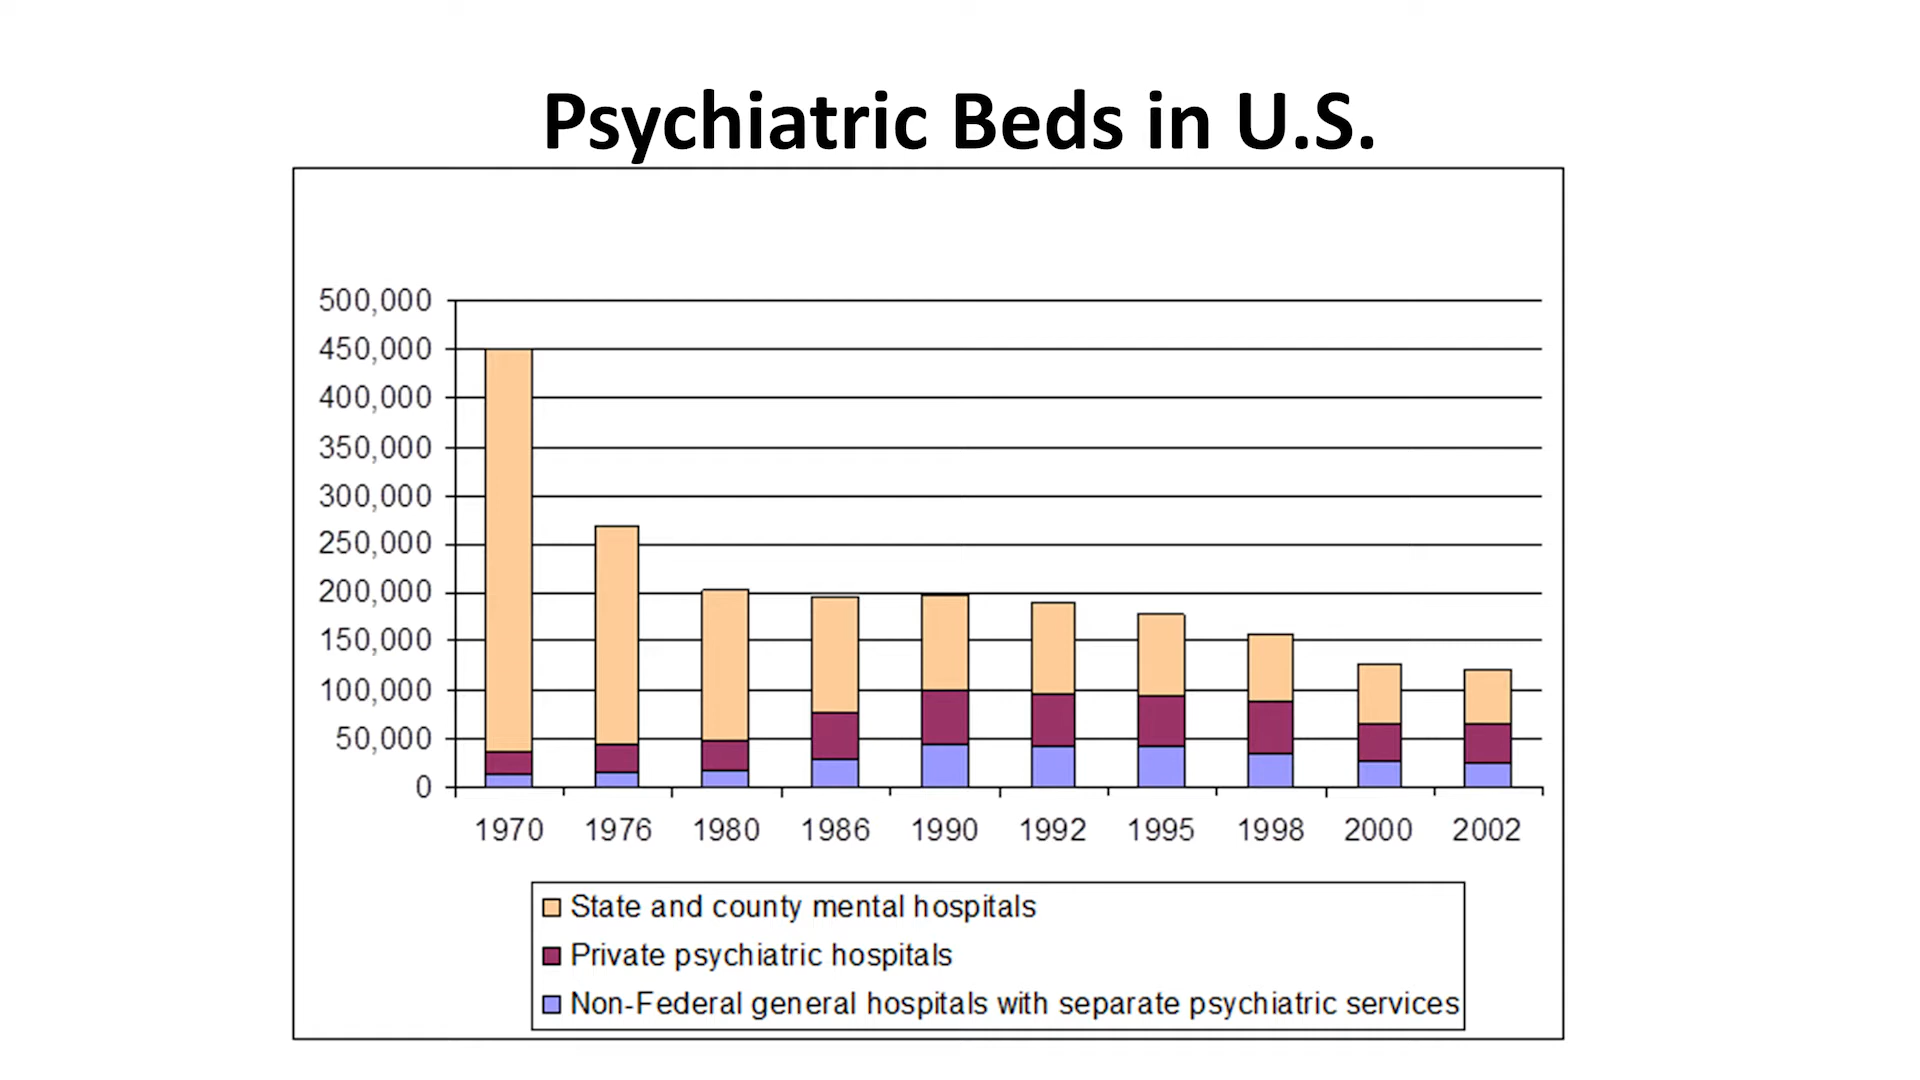 Psychiatric Beds in U.S.
500,000
450,000
400,000
350,000
300,000
250,000
200,000
150,000
100,000
50,000
0
1970 1976 1980 1986 1990 1992 1995 1998 2000 2002
State and county mental hospitals
Private psychiatric hospitals
Non-Federal general hospitals with separate psychiatric services